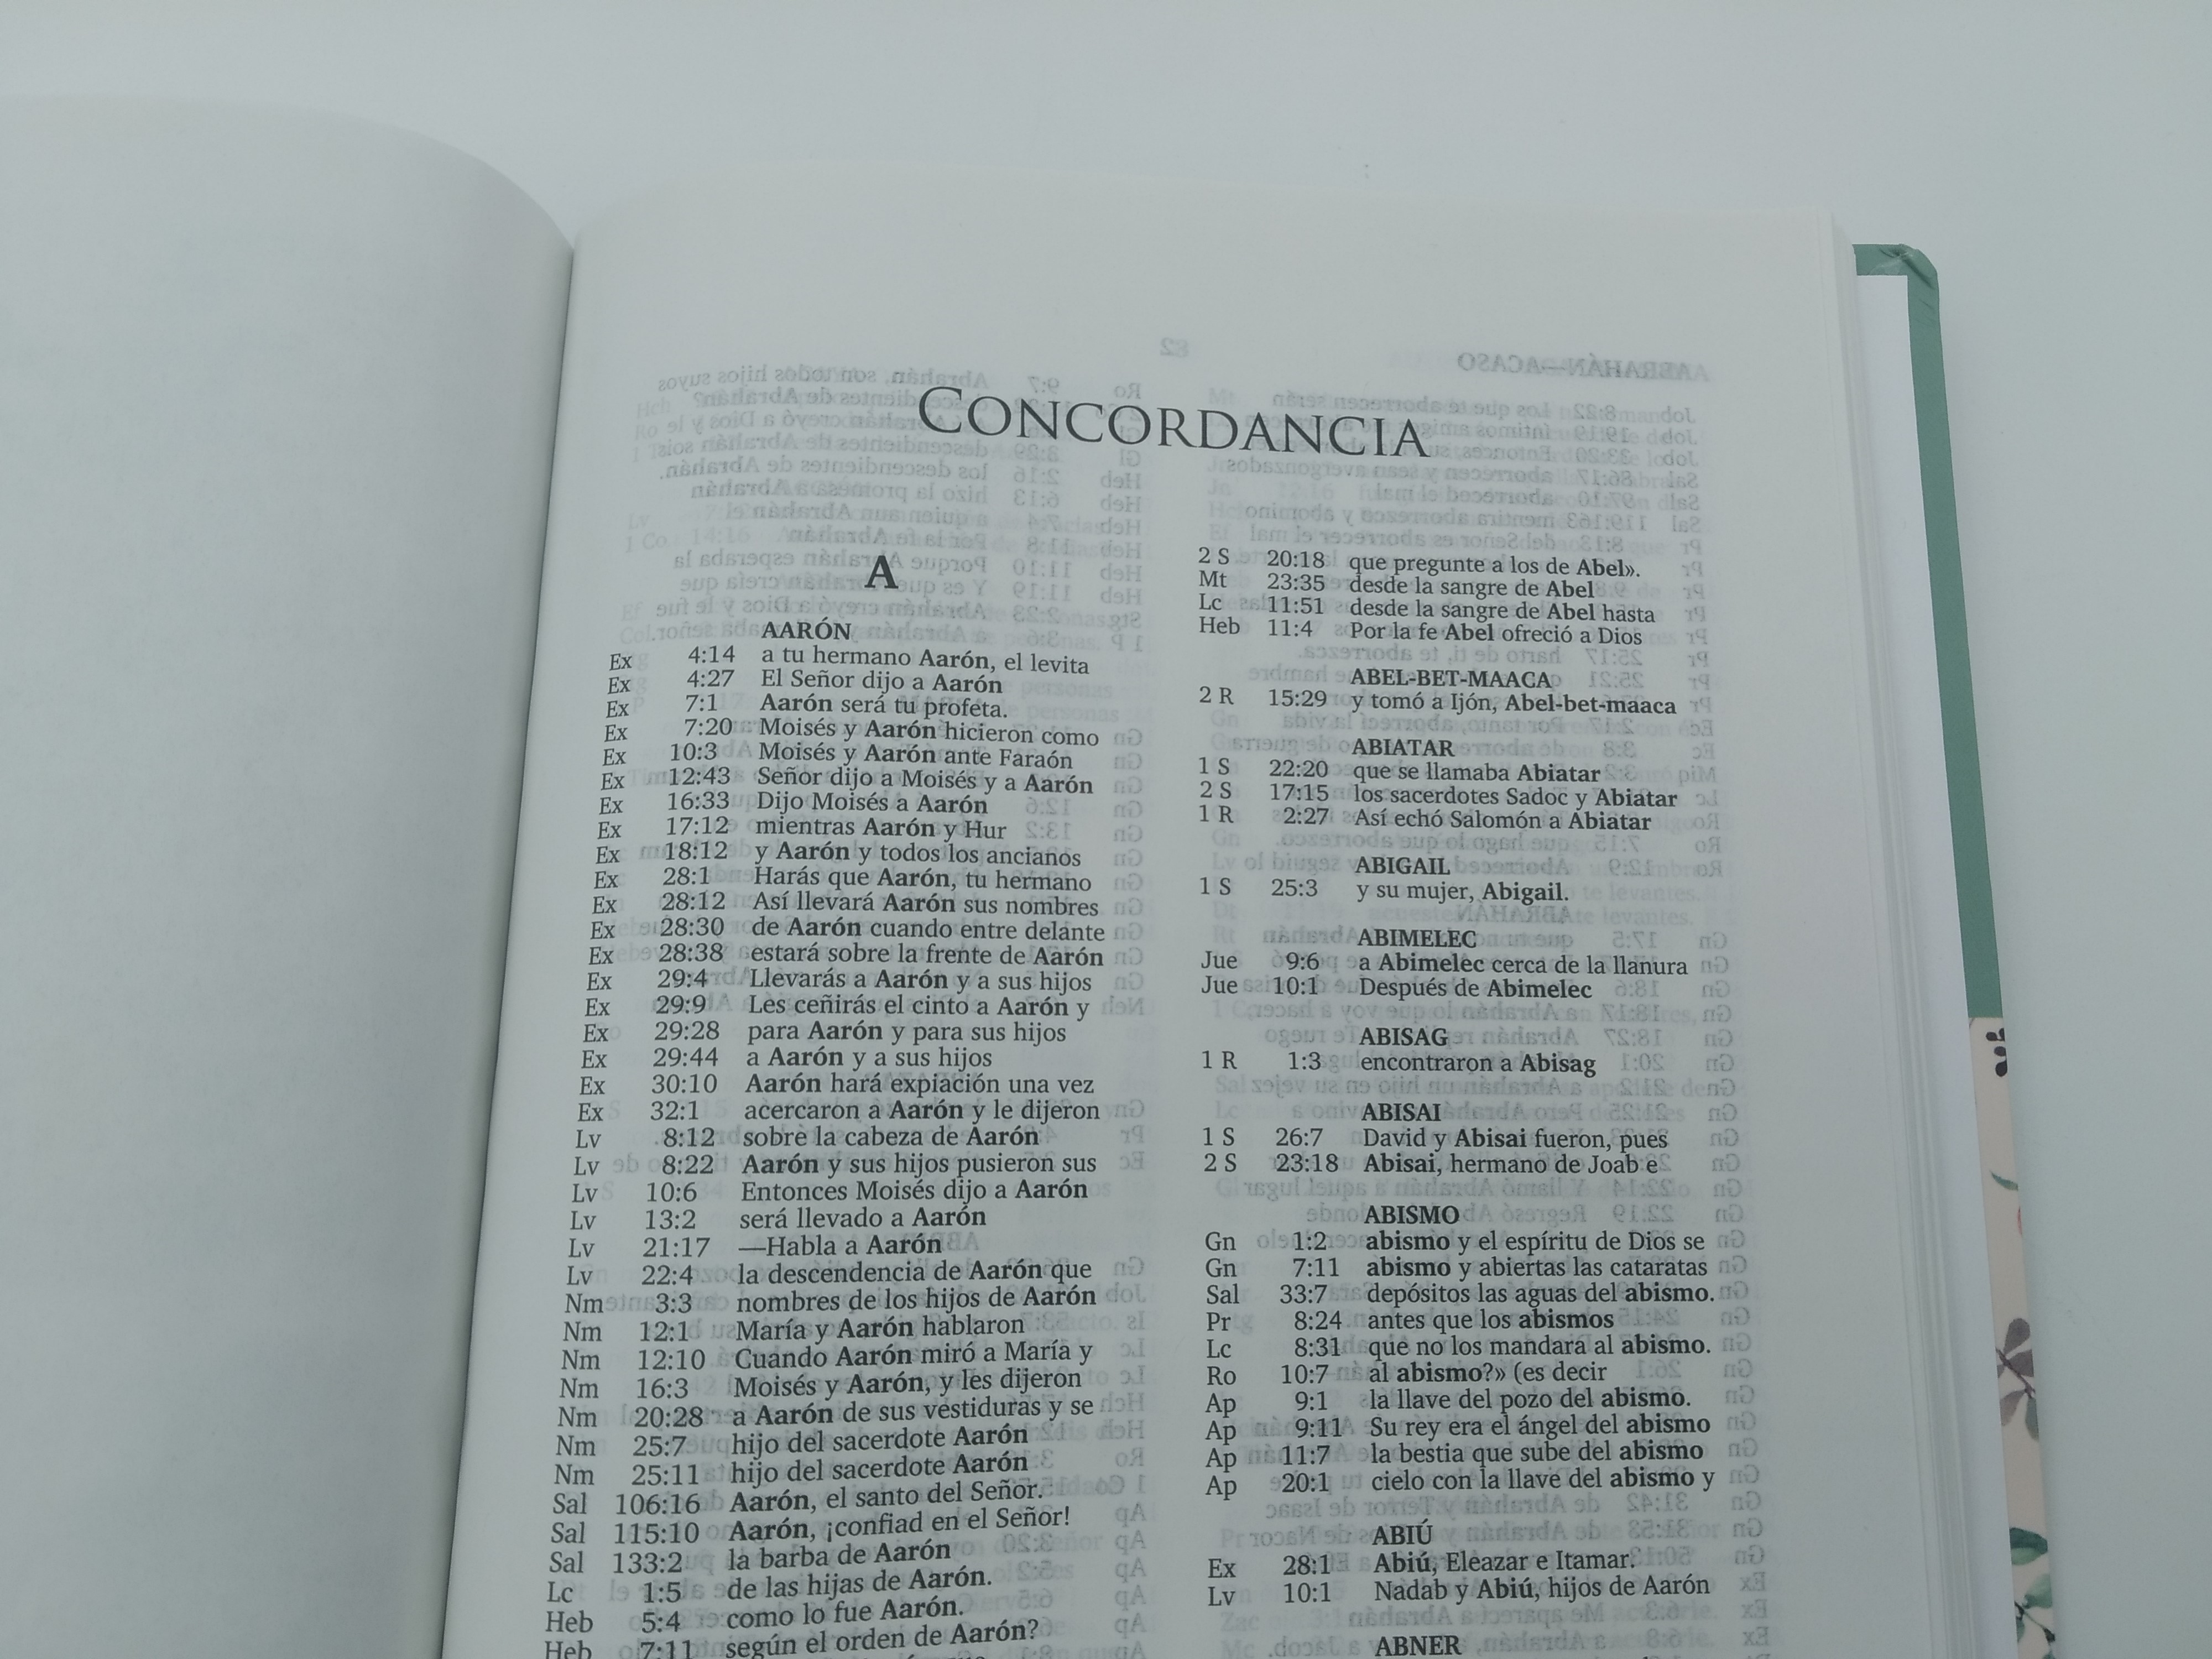 CONCORDANCIA
A
AARÓN
Ex 4:14 a tu hermano Aarón, el levita
Ex 4:27 El Señor dijo a Aarón
Ex 7:1 Aarón será tu profeta.
Ex 7:20 Moisés y Aarón hicieron como
Ex 10:3 Moisés y Aarón ante Faraón
Ex 12:43 Señor dijo a Moisés y a Aarón
Ex 16:33 Dijo Moisés a Aarón
Ex 17:12 mientras Aarón y Hur
Ex 18:12 y Aarón y todos los ancianos
Ex 28:1 Harás que Aarón, tu hermano
Ex 28:12 Así llevará Aarón sus nombres
Ex 28:30 de Aarón cuando entre delante
Ex 28:38 estará sobre la frente de Aarón
Ex 29:4 Llevarás a Aarón y a sus hijos
Ex 29:9 Les ceñirás el cinto a Aarón y
Ex 29:28 para Aarón y para sus hijos
Ex 29:44 a Aarón y a sus hijos
Ex 30:10 Aarón hará expiación una vez
Ex 32:1 acercaron a Aarón y le dijeron
Lv 8:12 sobre la cabeza de Aarón
Lv 8:22 Aarón y sus hijos pusieron sus
Lv 10:6 Entonces Moisés dijo a Aarón
Lv 13:2 será llevado a Aarón
Lv 21:17 —Habla a Aarón
Lv 22:4 la descendencia de Aarón que
Nm 3:3 nombres de los hijos de Aarón
Nm 12:1 María y Aarón hablaron
Nm 12:10 Cuando Aarón miró a María y
Nm 16:3 Moisés y Aarón, y les dijeron
Nm 20:28 a Aarón de sus vestiduras y se
Nm 25:7 hijo del sacerdote Aarón
Nm 25:11 hijo del sacerdote Aarón
Sal 106:16 Aarón, el santo del Señor.
Sal 115:10 Aarón, ¡confiad en el Señor!
Sal 133:2 la barba de Aarón
Lc 1:5 de las hijas de Aarón.
Heb 5:4 como lo fue Aarón.
Heb 7:11 según el orden de Aarón?
2 S 20:18 que pregunte a los de Abel».
Mt 23:35 desde la sangre de Abel
Lc 11:51 desde la sangre de Abel hasta
Heb 11:4 Por la fe Abel ofreció a Dios
ABEL-BET-MAACA
2 R 15:29 y tomó a Ijón, Abel-bet-maaca
ABIATAR
1 S 22:20 que se llamaba Abiatar
2 S 17:15 los sacerdotes Sadoc y Abiatar
1 R 2:27 Así echó Salomón a Abiatar
ABIGAIL
1 S 25:3 y su mujer, Abigail.
ABIMELEC
Jue 9:6 a Abimelec cerca de la llanura
Jue 10:1 Después de Abimelec
ABISAG
1 R 1:3 encontraron a Abisag
ABISAI
1 S 26:7 David y Abisai fueron, pues
2 S 23:18 Abisai, hermano de Joab e
ABISMO
Gn 1:2 abismo y el espíritu de Dios se
Gn 7:11 abismo y abiertas las cataratas
Sal 33:7 depósitos las aguas del abismo.
Pr 8:24 antes que los abismos
Lc 8:31 que no los mandara al abismo.
Ro 10:7 al abismo?» (es decir
Ap 9:1 la llave del pozo del abismo.
Ap 9:11 Su rey era el ángel del abismo
Ap 11:7 la bestia que sube del abismo
Ap 20:1 cielo con la llave del abismo y
ABIÚ
Ex 28:1 Abiú, Eleazar e Itamar.
Lv 10:1 Nadab y Abiú, hijos de Aarón
ABNER